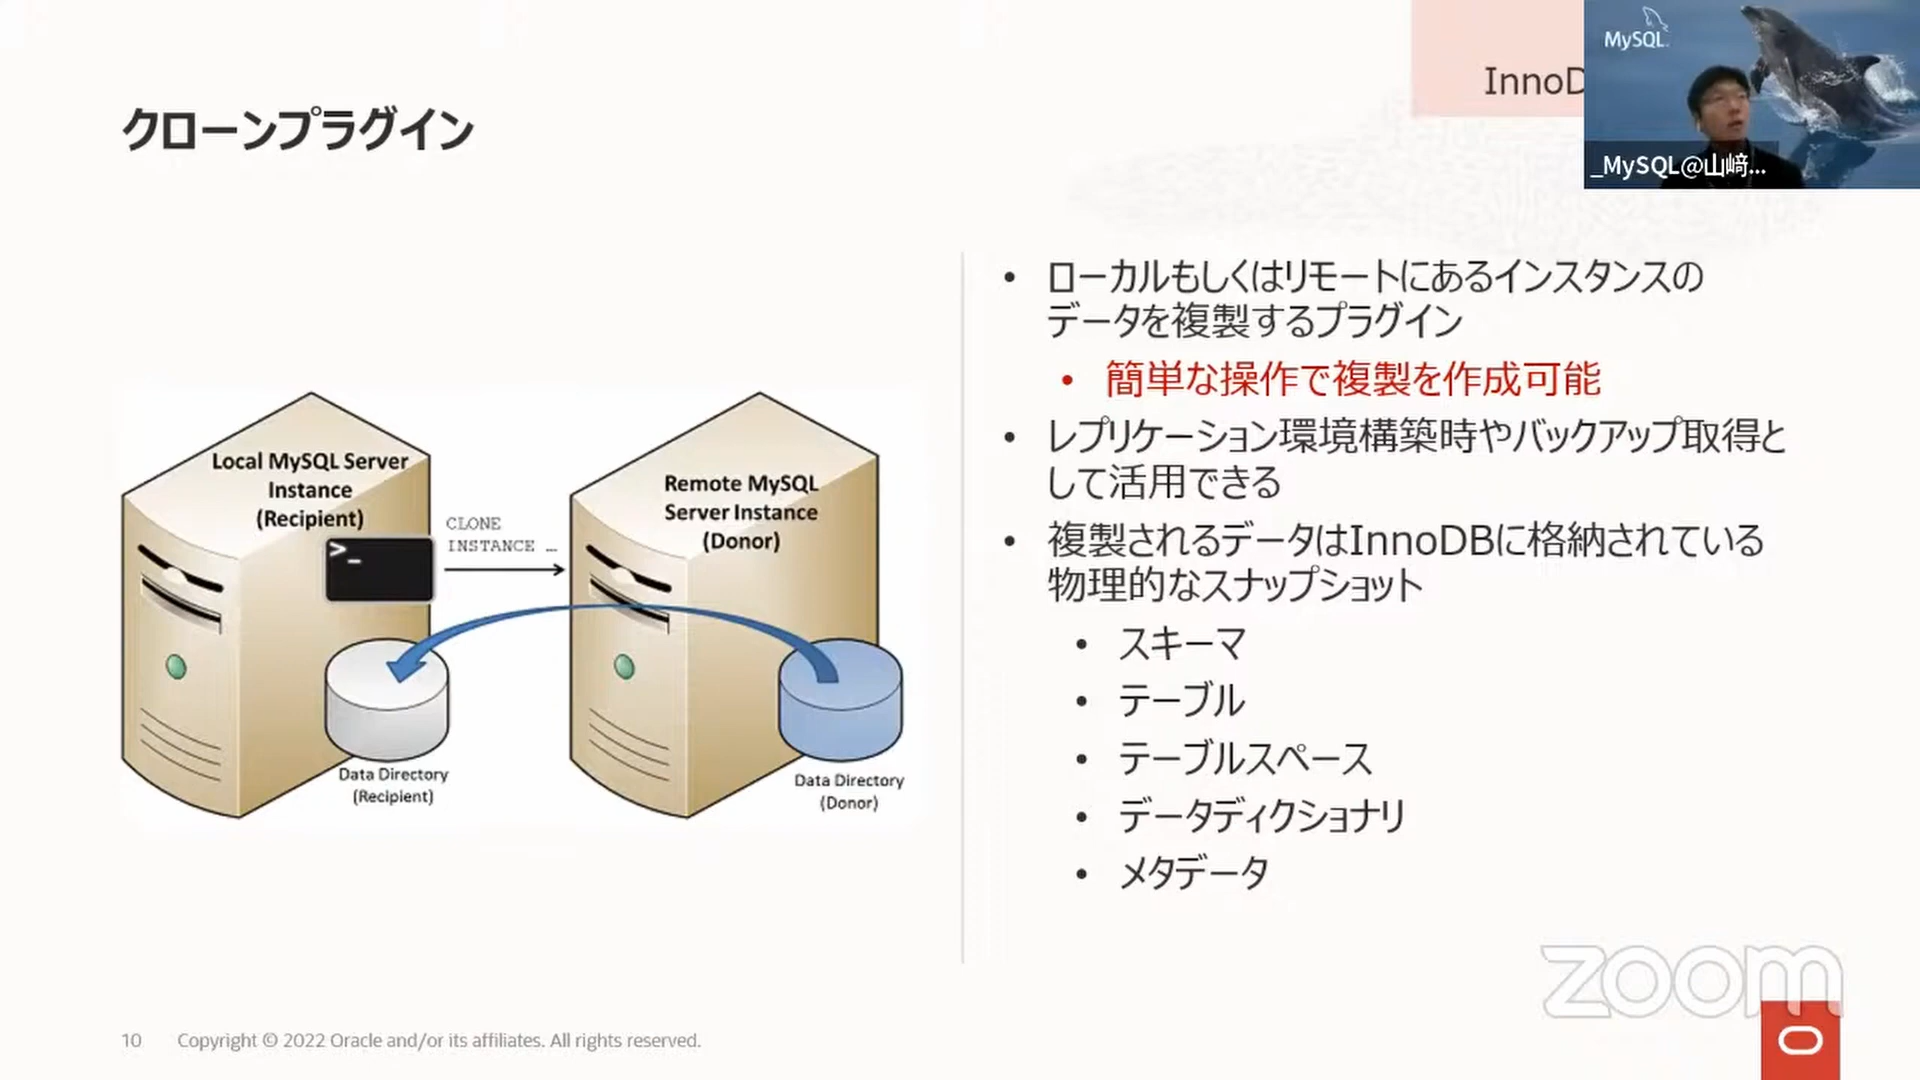 InnoD
MySQL
_MySQL@山﨑...
クローンプラグイン
Local MySQL Server
Instance
(Recipient)
CLONE
INSTANCE …
>_
Data Directory
(Recipient)
Remote MySQL
Server Instance
(Donor)
Data Directory
(Donor)
• ローカルもしくはリモートにあるインスタンスの
データを複製するプラグイン
• 簡単な操作で複製を作成可能
• レプリケーション環境構築時やバックアップ取得と
して活用できる
• 複製されるデータはInnoDBに格納されている
物理的なスナップショット
• スキーマ
• テーブル
• テーブルスペース
• データディクショナリ
• メタデータ
zoom
10 Copyright © 2022 Oracle and/or its affiliates. All rights reserved.